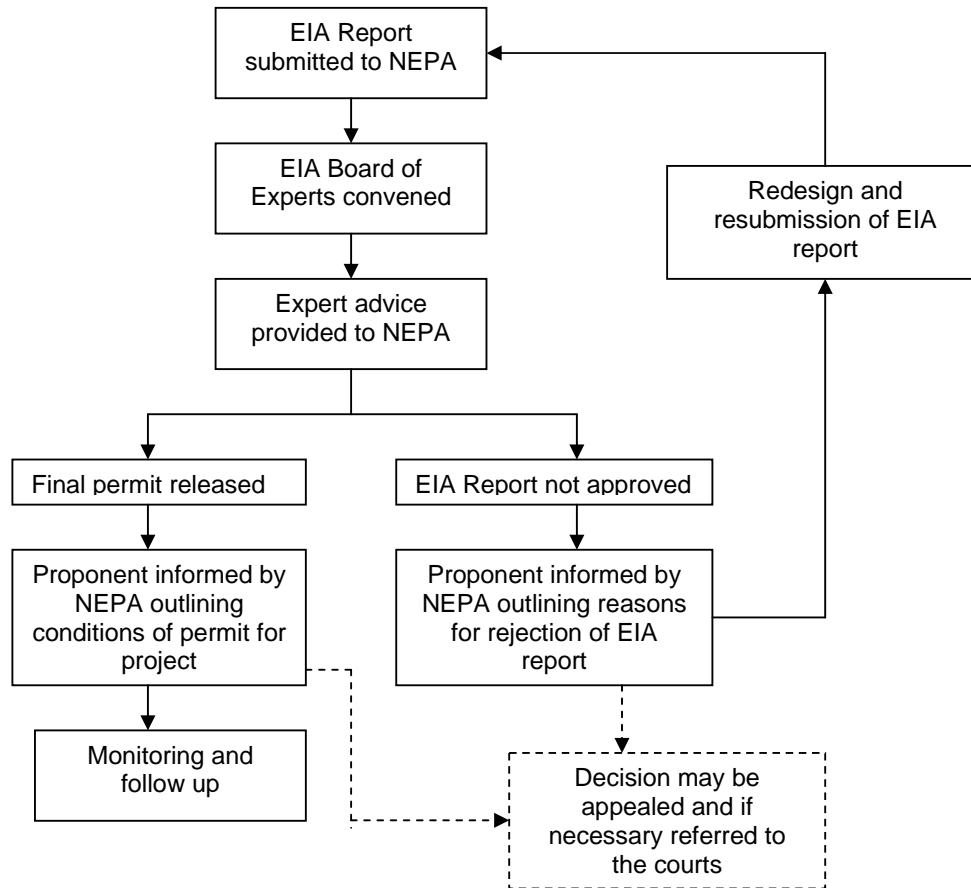 EIA Report
submitted to NEPA
EIA Board of
Experts convened
Redesign and
resubmission of EIA
report
Expert advice
provided to NEPA
Final permit released
EIA Report not approved
Proponent informed by
NEPA outlining
conditions of permit for
project
Proponent informed by
NEPA outlining reasons
for rejection of EIA
report
Monitoring and
follow up
Decision may be
appealed and if
necessary referred to
the courts